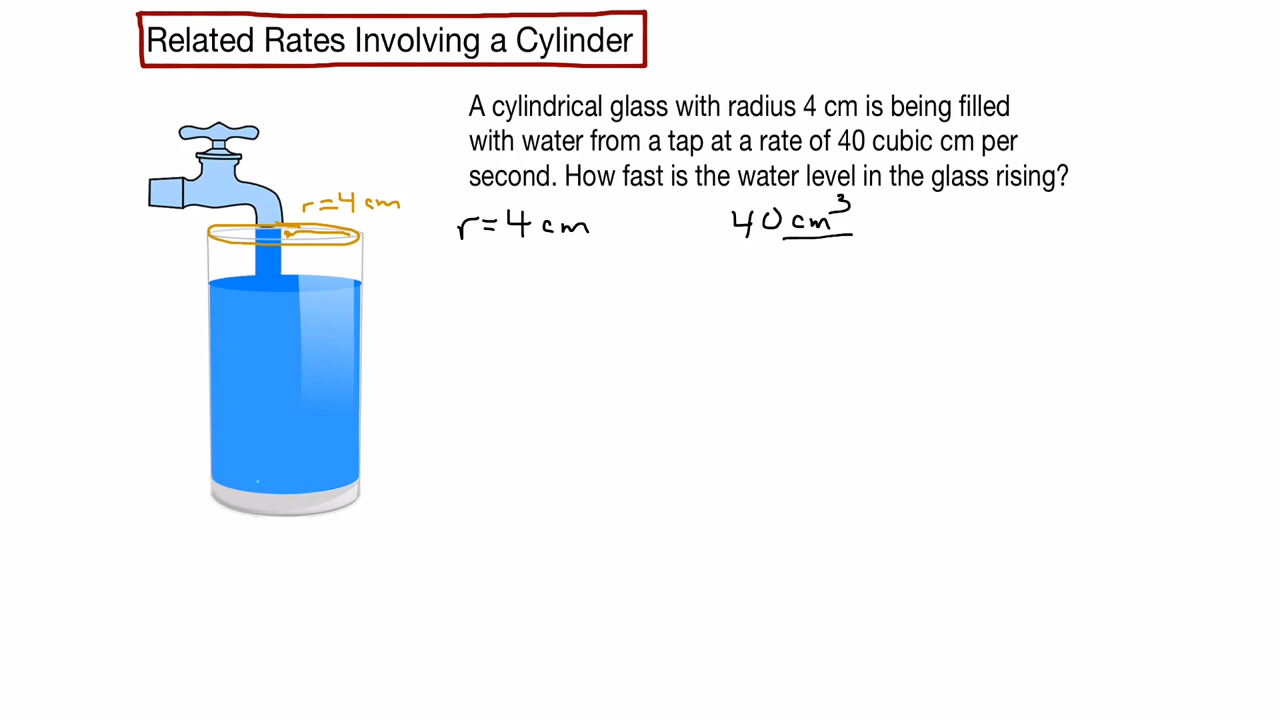 Related Rates Involving a Cylinder
A cylindrical glass with radius 4 cm is being filled
with water from a tap at a rate of 40 cubic cm per
second. How fast is the water level in the glass rising?
r=4 cm
r=4 cm
40 cm³